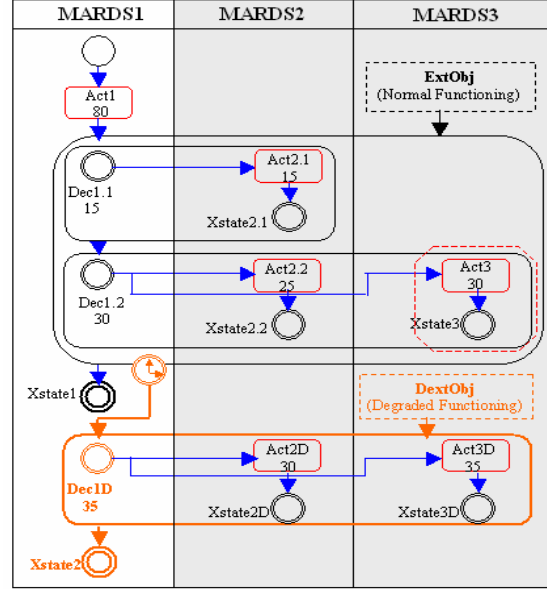 MARDS1 MARDS2 MARDS3
ExtObj
(Normal Functioning)
Act1
80
Dec1.1
15
Act2.1
15
Xstate2.1
Dec1.2
30
Act2.2
25
Xstate2.2
Act3
30
Xstate3
Xstate1
DextObj
(Degraded Functioning)
Dec1D
35
Act2D
30
Xstate2D
Act3D
35
Xstate3D
Xstate2